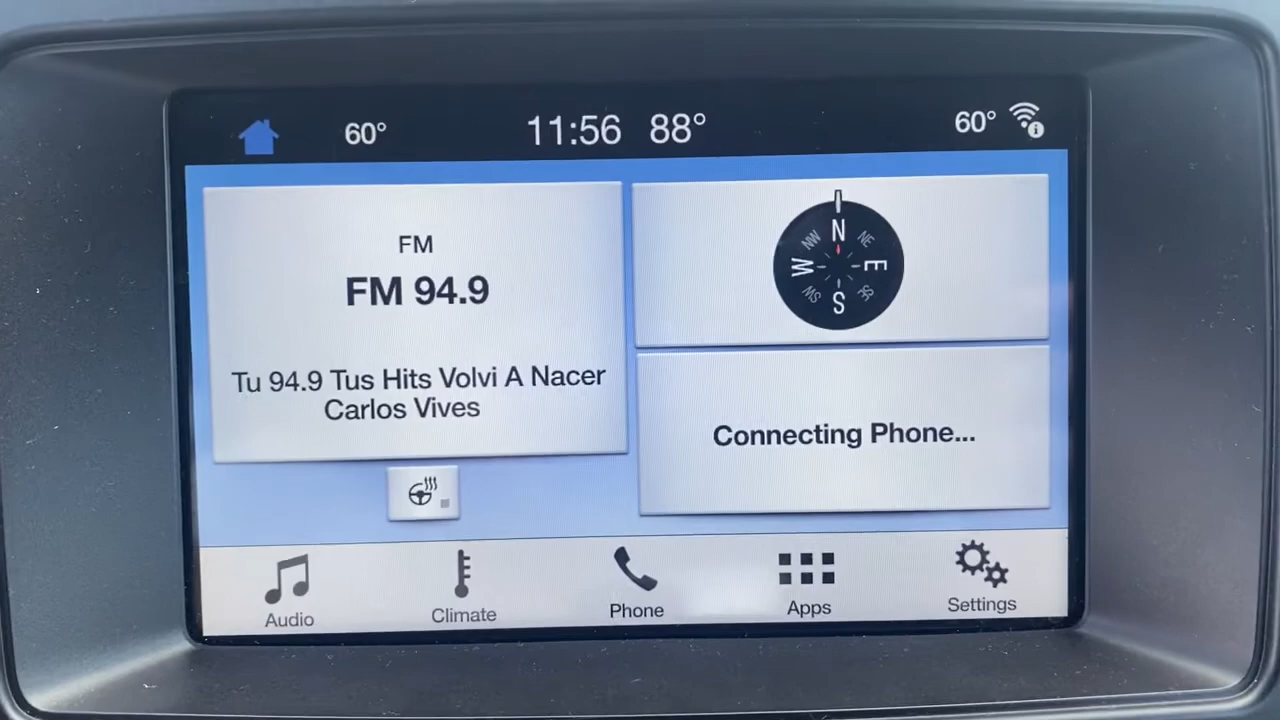 60°
11:56 88°
60°
FM
FM 94.9
Tu 94.9 Tus Hits Volvi A Nacer
Carlos Vives
N
NE
E
SE
S
SW
W
NW
Connecting Phone...
Audio
Climate
Phone
Apps
Settings